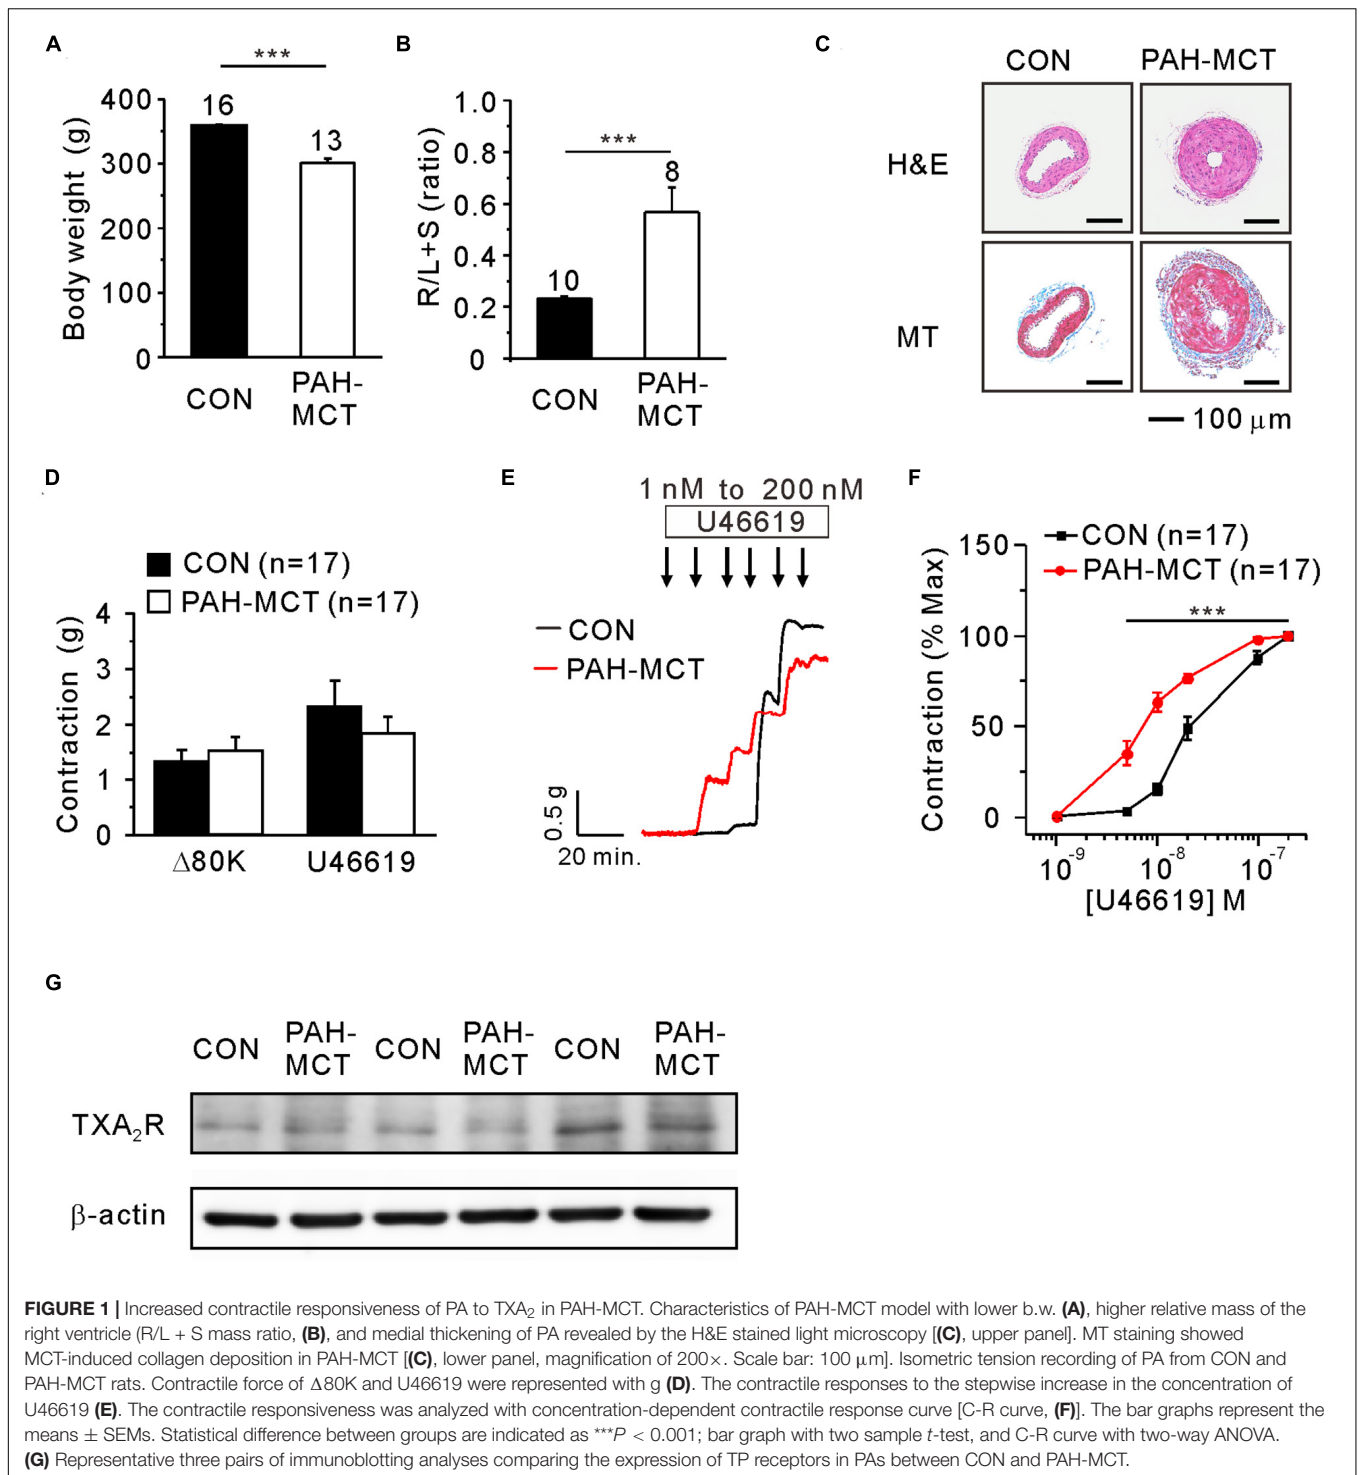 A
***
Body weight (g)
400
300
200
100
0
16
13
CON
PAH-
MCT
B
***
R/L+S (ratio)
1.0
0.8
0.6
0.4
0.2
0
10
8
CON
PAH-
MCT
C
CON
PAH-MCT
H&E
MT
100 μm
D
CON (n=17)
PAH-MCT (n=17)
Contraction (g)
4
3
2
1
0
Δ80K
U46619
E
1 nM to 200 nM
U46619
CON
PAH-MCT
0.5 g
20 min.
F
CON (n=17)
PAH-MCT (n=17)
***
Contraction (% Max)
150
100
50
0
10⁻⁹
10⁻⁸
10⁻⁷
[U46619] M
G
CON
PAH-
MCT
CON
PAH-
MCT
CON
PAH-
MCT
TXA₂R
β-actin
FIGURE 1 | Increased contractile responsiveness of PA to TXA₂ in PAH-MCT. Characteristics of PAH-MCT model with lower b.w. (A), higher relative mass of the
right ventricle (R/L + S mass ratio, (B), and medial thickening of PA revealed by the H&E stained light microscopy [(C), upper panel]. MT staining showed
MCT-induced collagen deposition in PAH-MCT [(C), lower panel, magnification of 200×. Scale bar: 100 μm]. Isometric tension recording of PA from CON and
PAH-MCT rats. Contractile force of Δ80K and U46619 were represented with g (D). The contractile responses to the stepwise increase in the concentration of
U46619 (E). The contractile responsiveness was analyzed with concentration-dependent contractile response curve [C-R curve, (F)]. The bar graphs represent the
means ± SEMs. Statistical difference between groups are indicated as ***P < 0.001; bar graph with two sample t-test, and C-R curve with two-way ANOVA.
(G) Representative three pairs of immunoblotting analyses comparing the expression of TP receptors in PAs between CON and PAH-MCT.